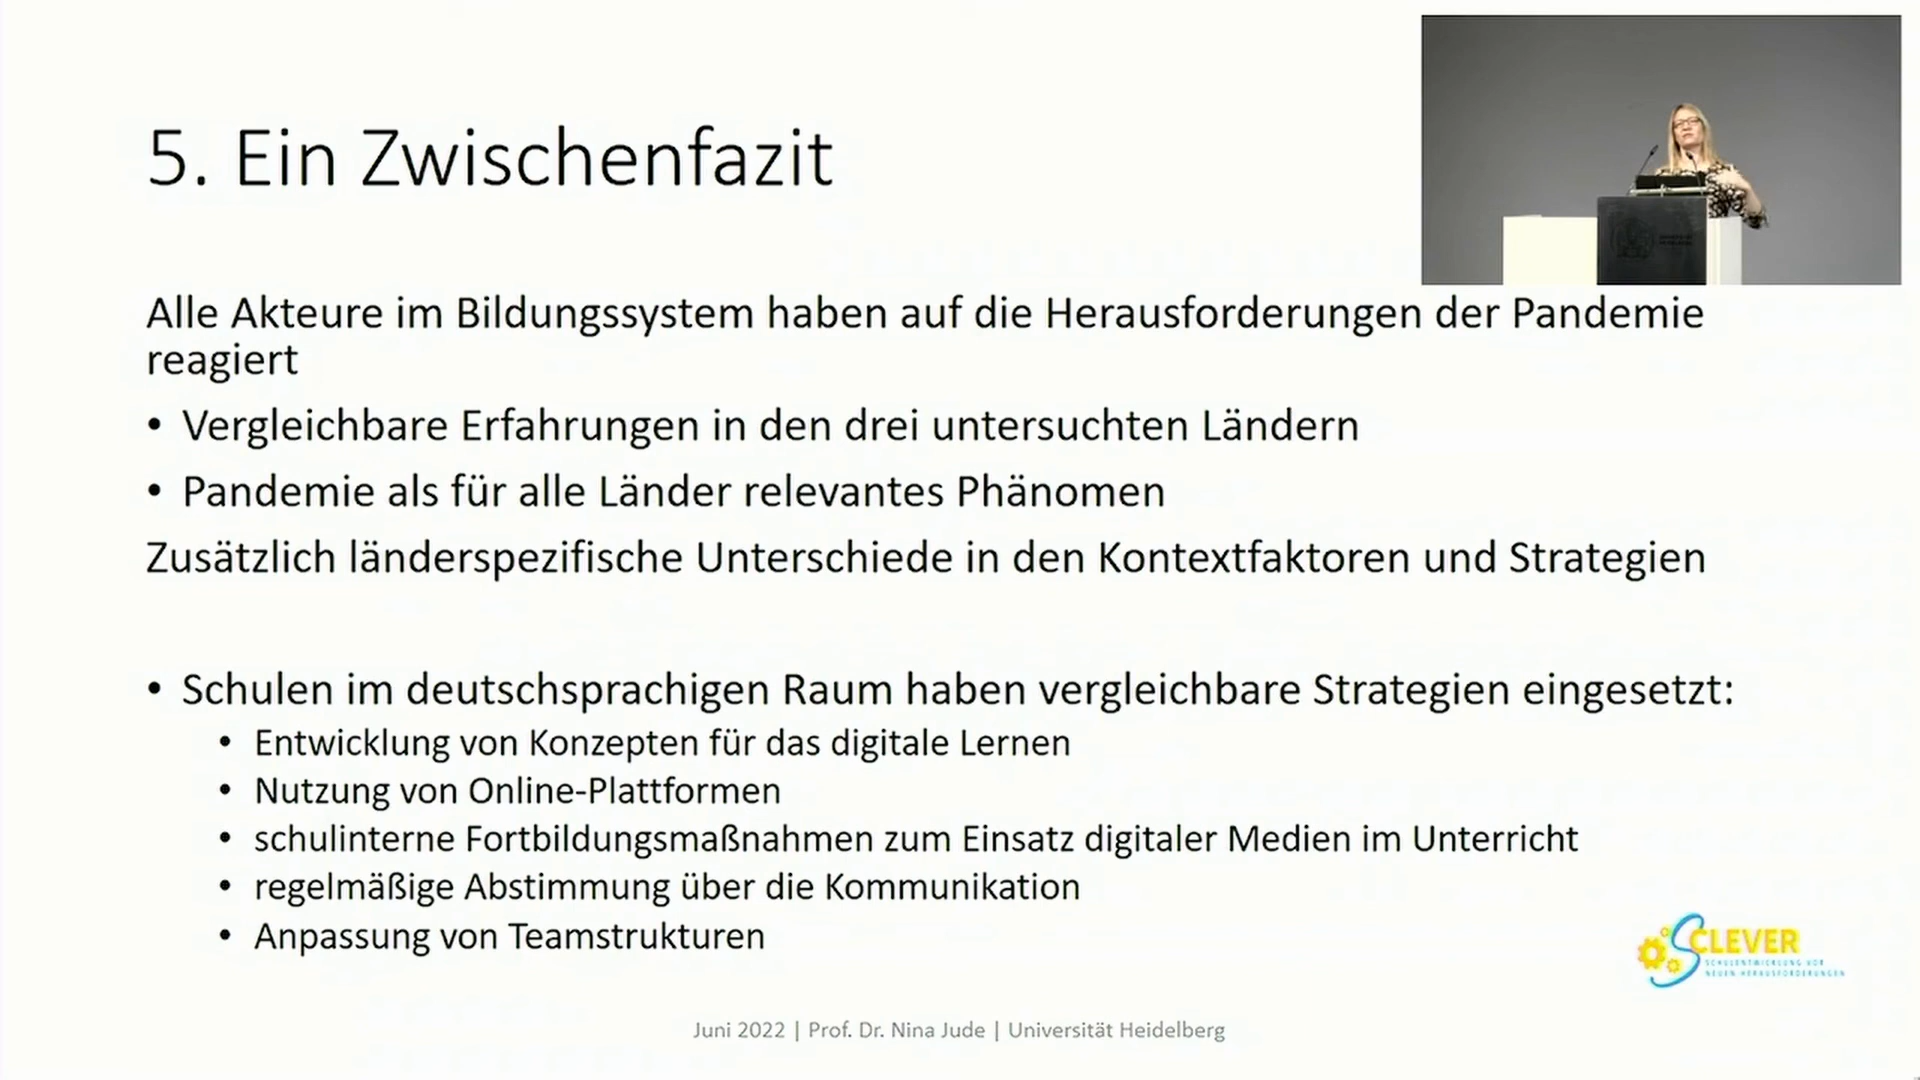 5. Ein Zwischenfazit
Alle Akteure im Bildungssystem haben auf die Herausforderungen der Pandemie
reagiert
• Vergleichbare Erfahrungen in den drei untersuchten Ländern
• Pandemie als für alle Länder relevantes Phänomen
Zusätzlich länderspezifische Unterschiede in den Kontextfaktoren und Strategien
• Schulen im deutschsprachigen Raum haben vergleichbare Strategien eingesetzt:
• Entwicklung von Konzepten für das digitale Lernen
• Nutzung von Online-Plattformen
• schulinterne Fortbildungsmaßnahmen zum Einsatz digitaler Medien im Unterricht
• regelmäßige Abstimmung über die Kommunikation
• Anpassung von Teamstrukturen
SCLEVER
SCHULENTWICKLUNG VOR
NEUEN HERAUSFORDERUNGEN
Juni 2022 | Prof. Dr. Nina Jude | Universität Heidelberg